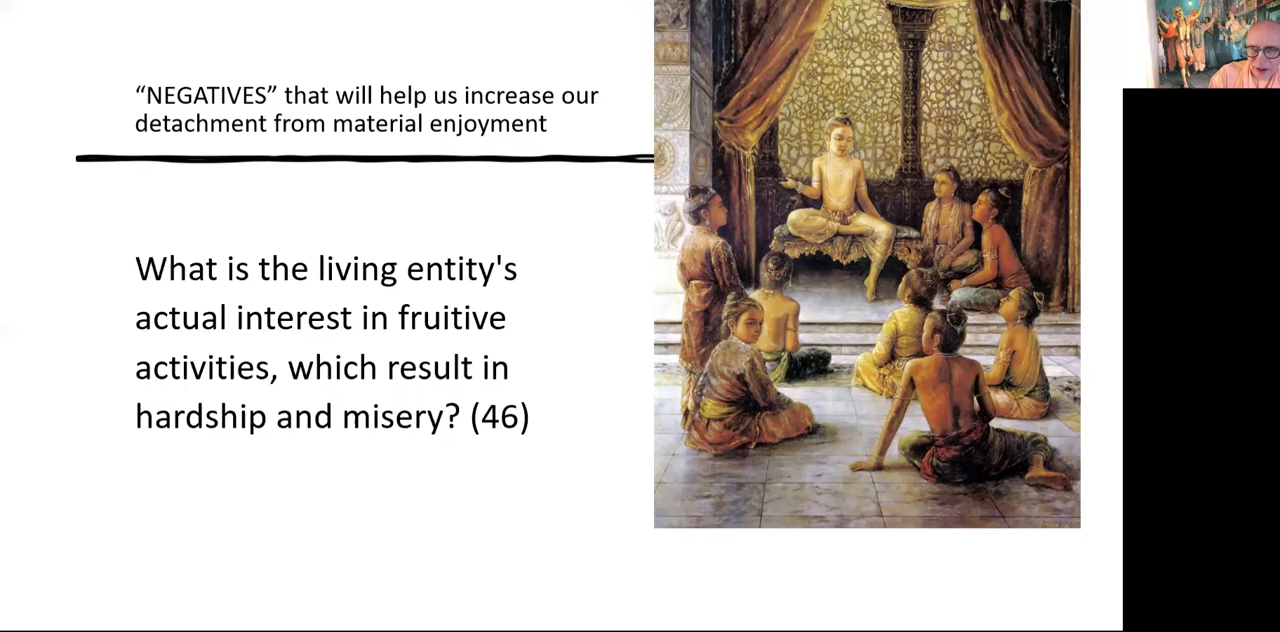 “NEGATIVES” that will help us increase our
detachment from material enjoyment
What is the living entity's
actual interest in fruitive
activities, which result in
hardship and misery? (46)